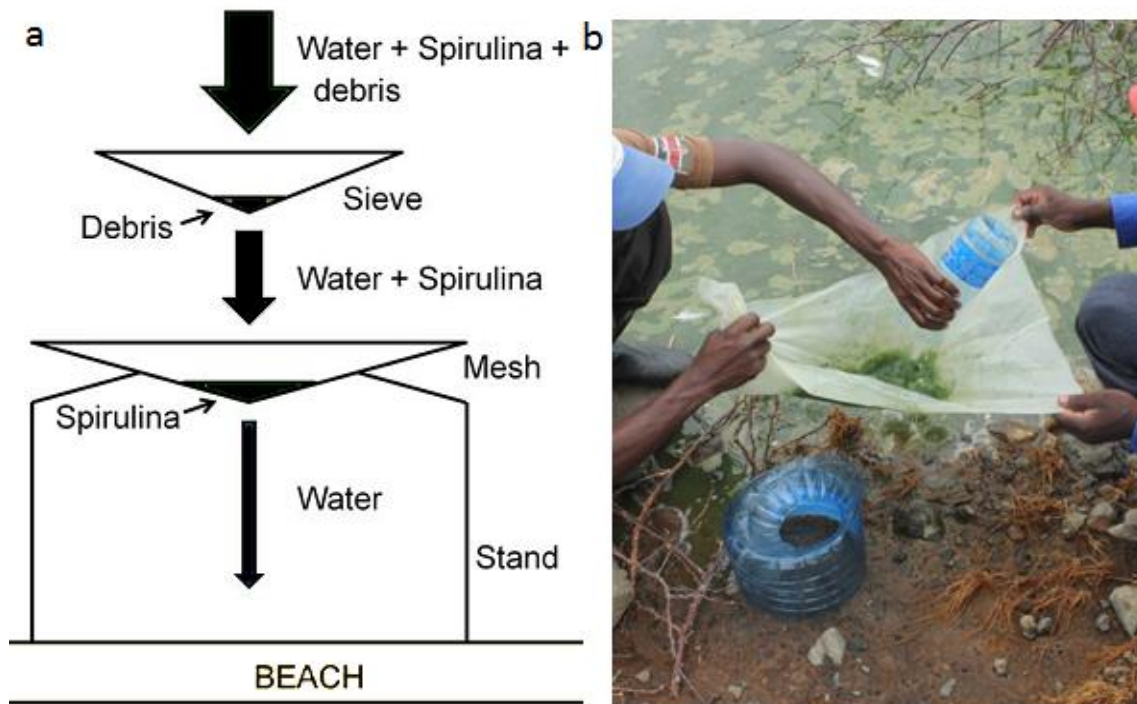 a
Water + Spirulina +
debris
Sieve
Debris
Water + Spirulina
Mesh
Spirulina
Water
Stand
BEACH
b